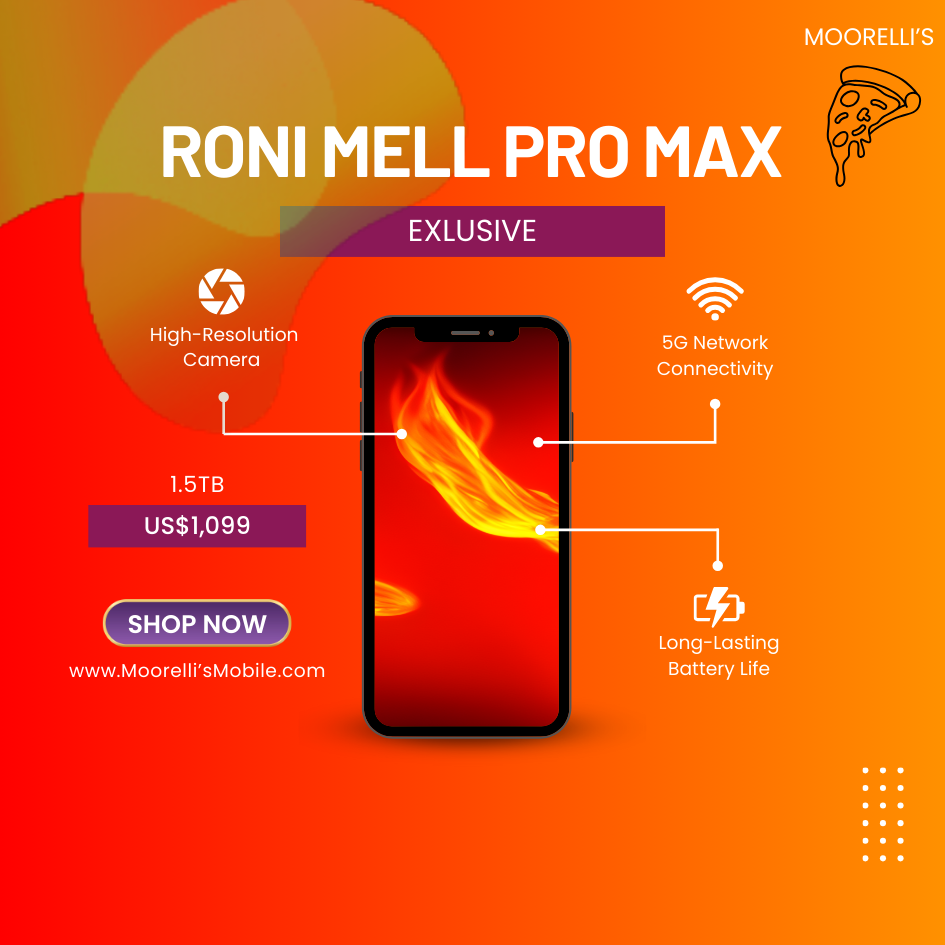 MOORELLI’S
RONI MELL PRO MAX
EXLUSIVE
High-Resolution
Camera
5G Network
Connectivity
1.5TB
US$1,099
SHOP NOW
www.Moorelli’sMobile.com
Long-Lasting
Battery Life